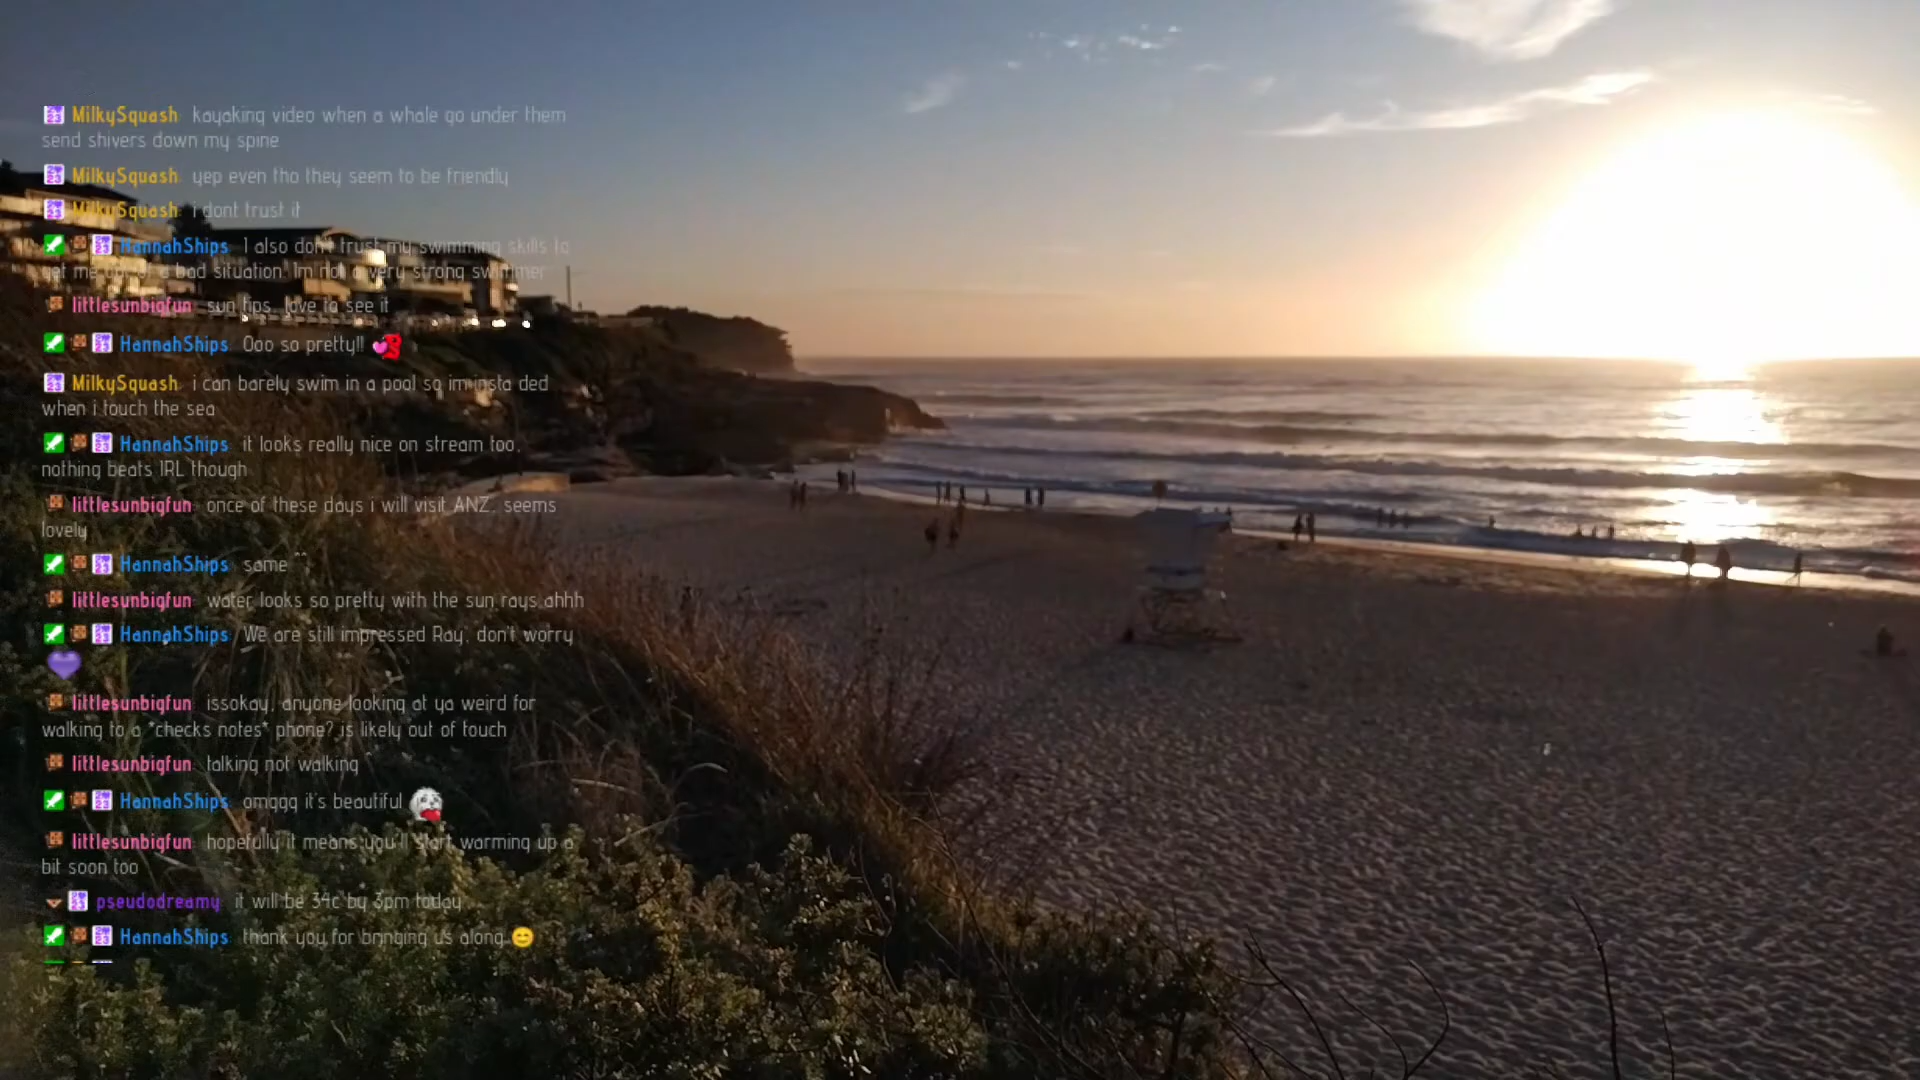 MilkySquash: kayaking video when a whale go under them
send shivers down my spine
MilkySquash: yep even tho they seem to be friendly
MilkySquash: i dont trust it
HannahShips: I also don't trust my swimming skills to
get me out of a bad situation. Im not a very strong swimmer
littlesunbigfun: sun tips, love to see it
HannahShips: Ooo so pretty!!
MilkySquash: i can barely swim in a pool so im insta ded
when i touch the sea
HannahShips: it looks really nice on stream too,
nothing beats IRL though
littlesunbigfun: once of these days i will visit ANZ, seems
lovely
HannahShips: same ^^
littlesunbigfun: water looks so pretty with the sun rays ahhh
HannahShips: We are still impressed Ray, don't worry
littlesunbigfun: issokay, anyone looking at ya weird for
walking to a *checks notes* phone? is likely out of touch
littlesunbigfun: talking not walking
HannahShips: omggg it's beautiful
littlesunbigfun: hopefully it means you'll start warming up a
bit soon too
pseudodreamy: it will be 34c by 3pm today
HannahShips: thank you for bringing us along 😊